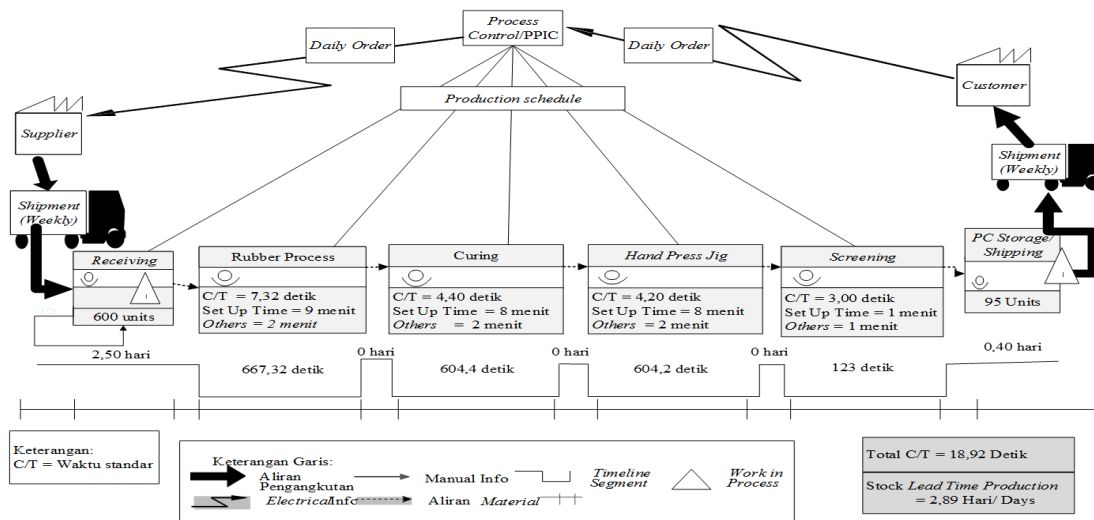 Process
Control/PPIC
Daily Order
Daily Order
Production schedule
Supplier
Customer
Shipment
(Weekly)
Shipment
(Weekly)
Receiving
I
600 units
Rubber Process
C/T = 7,32 detik
Set Up Time = 9 menit
Others = 2 menit
Curing
C/T = 4,40 detik
Set Up Time = 8 menit
Others = 2 menit
Hand Press Jig
C/T = 4,20 detik
Set Up Time = 8 menit
Others = 2 menit
Screening
C/T = 3,00 detik
Set Up Time = 1 menit
Others = 1 menit
PC Storage/
Shipping
I
95 Units
2,50 hari
667,32 detik
0 hari
604,4 detik
0 hari
604,2 detik
0 hari
123 detik
0,40 hari
Keterangan:
C/T = Waktu standar
Keterangan Garis:
Aliran
Pengangkutan
Manual Info
Timeline
Segment
Work in
Process
Electrical Info
Aliran Material
Total C/T = 18,92 Detik
Stock Lead Time Production
= 2,89 Hari/ Days